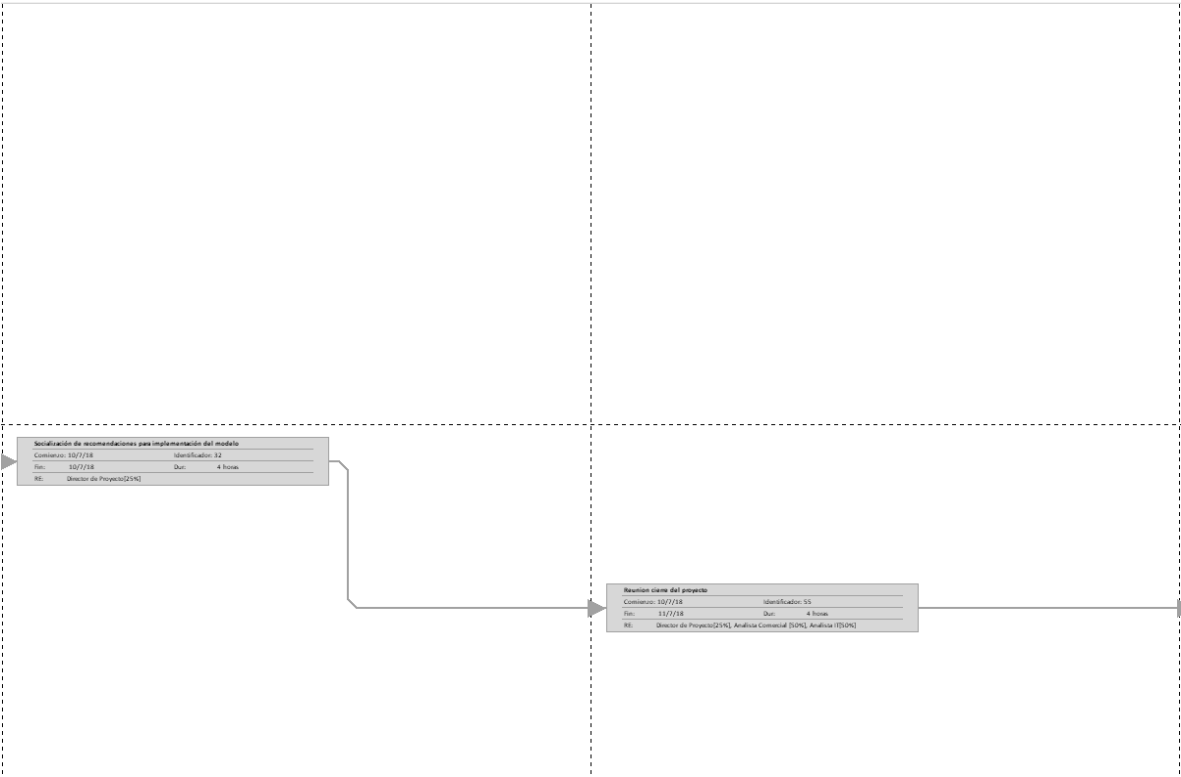 Socialización de recomendaciones para implementación del modelo
Comienzo: 10/7/18 Identificador: 32
Fin: 10/7/18 Dur: 4 horas
RE: Director de Proyecto[25%]
Reunion cierre del proyecto
Comienzo: 10/7/18 Identificador: 55
Fin: 11/7/18 Dur: 4 horas
RE: Director de Proyecto[25%], Analista Comercial [50%], Analista IT[50%]